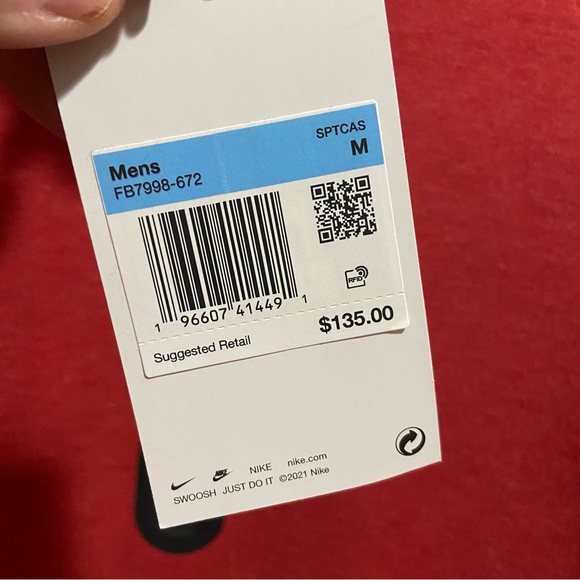 SPTCAS
Mens M
FB7998-672
RFID
1 96607 41449 1
Suggested Retail $135.00
NIKE nike.com
SWOOSH JUST DO IT ©2021 Nike